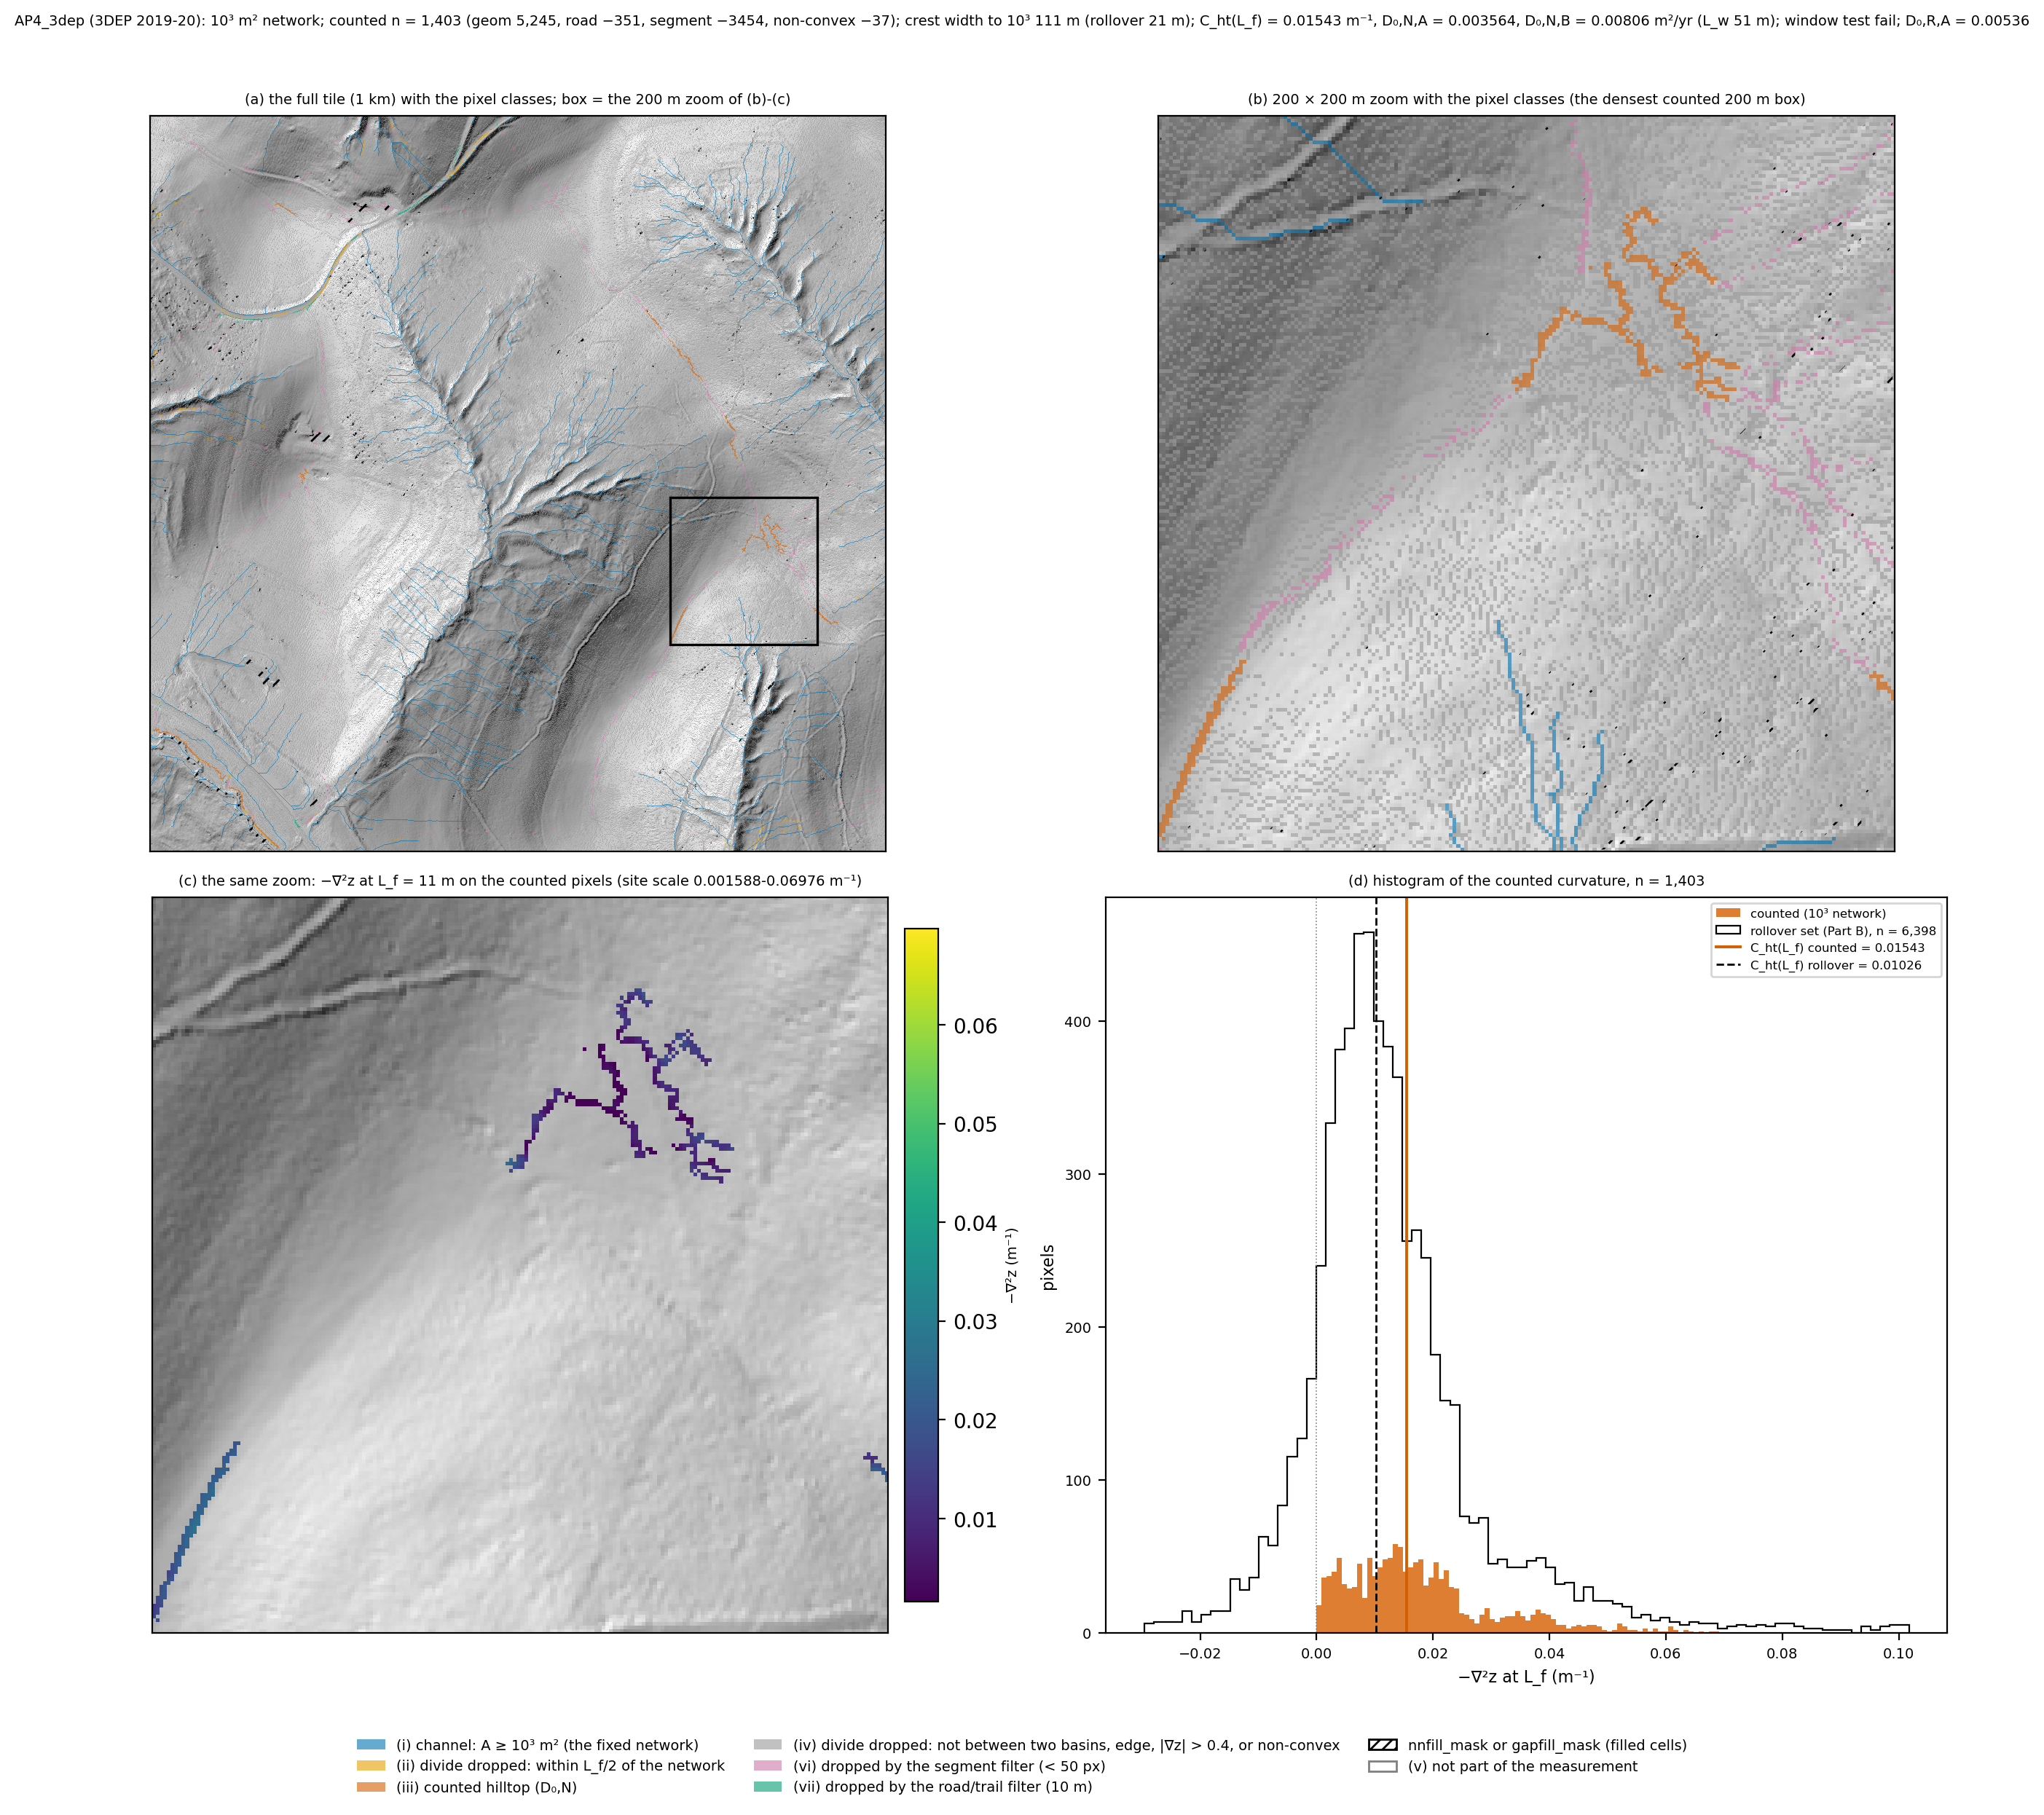 AP4_3dep (3DEP 2019-20): 10³ m² network; counted n = 1,403 (geom 5,245, road −351, segment −3454, non-convex −37); crest width to 10³ 111 m (rollover 21 m); C_ht(L_f) = 0.01543 m⁻¹, D₀,N,A = 0.003564, D₀,N,B = 0.00806 m²/yr (L_w 51 m); window test fail; D₀,R,A = 0.00536
(a) the full tile (1 km) with the pixel classes; box = the 200 m zoom of (b)-(c)
(b) 200 × 200 m zoom with the pixel classes (the densest counted 200 m box)
(c) the same zoom: −∇²z at L_f = 11 m on the counted pixels (site scale 0.001588-0.06976 m⁻¹)
0.06
0.05
0.04
0.03
0.02
0.01
−∇²z (m⁻¹)
(d) histogram of the counted curvature, n = 1,403
counted (10³ network)
rollover set (Part B), n = 6,398
C_ht(L_f) counted = 0.01543
C_ht(L_f) rollover = 0.01026
400
300
200
100
0
pixels
−0.02
0.00
0.02
0.04
0.06
0.08
0.10
−∇²z at L_f (m⁻¹)
(i) channel: A ≥ 10³ m² (the fixed network)
(ii) divide dropped: within L_f/2 of the network
(iii) counted hilltop (D₀,N)
(iv) divide dropped: not between two basins, edge, |∇z| > 0.4, or non-convex
(vi) dropped by the segment filter (< 50 px)
(vii) dropped by the road/trail filter (10 m)
nnfill_mask or gapfill_mask (filled cells)
(v) not part of the measurement